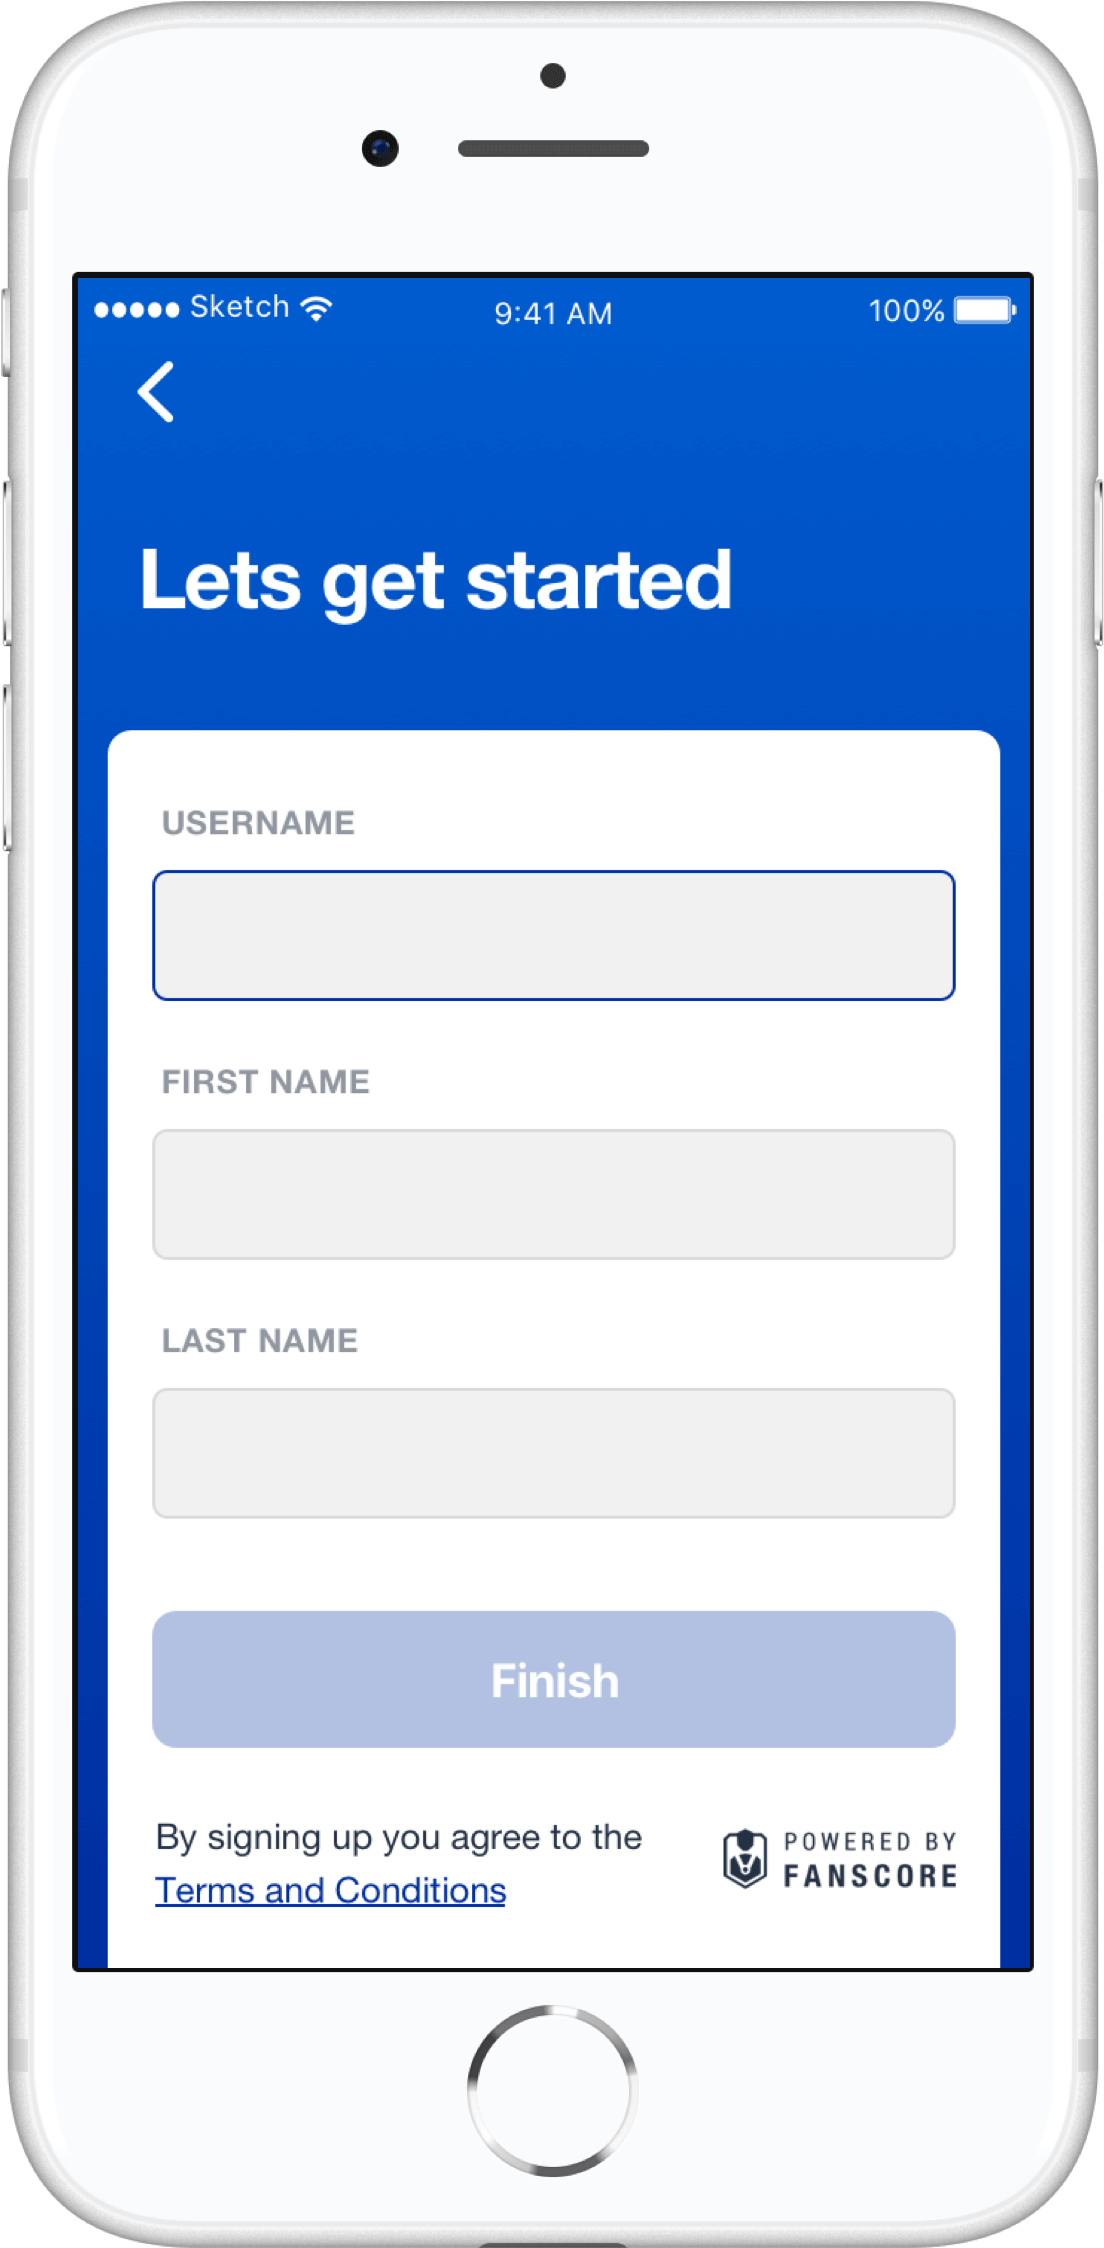 Sketch 9:41 AM 100%
Lets get started
USERNAME
FIRST NAME
LAST NAME
Finish
By signing up you agree to the
Terms and Conditions
POWERED BY
FANSCORE